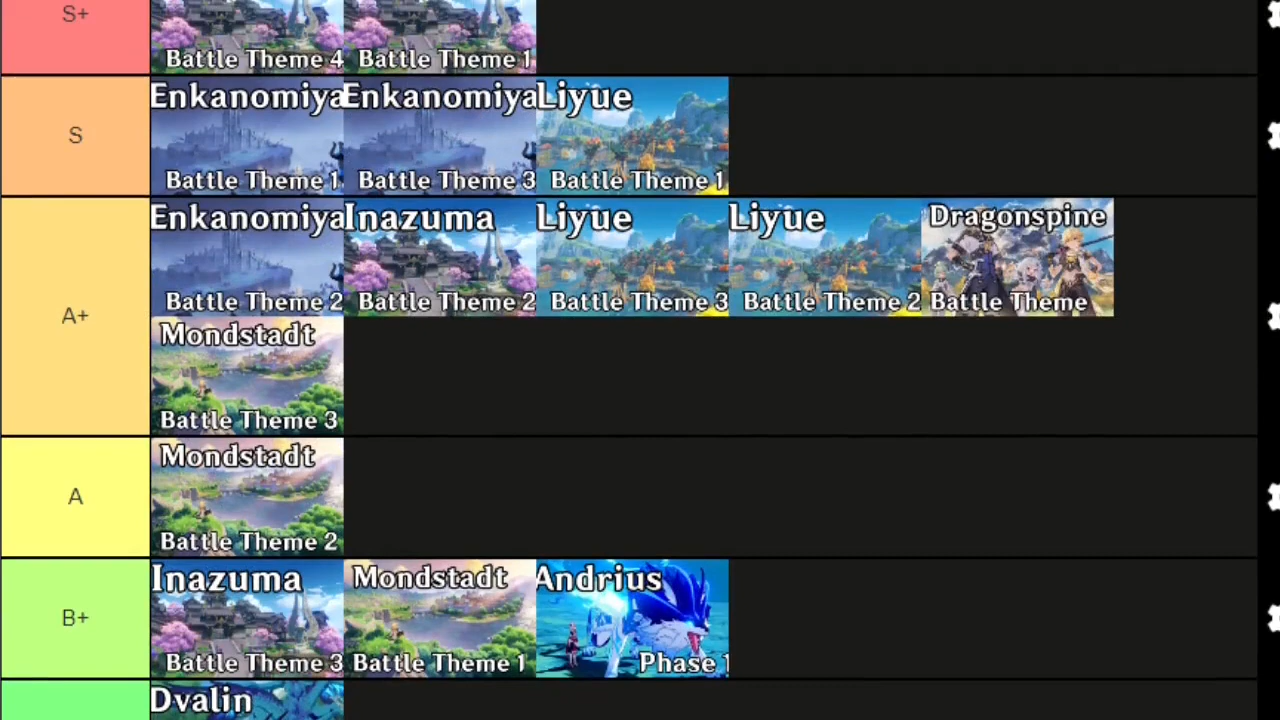 S+
Battle Theme 4
Battle Theme 1
S
Enkanomiya
Battle Theme 1
Enkanomiya
Battle Theme 3
Liyue
Battle Theme 1
A+
Enkanomiya
Battle Theme 2
Inazuma
Battle Theme 2
Liyue
Battle Theme 3
Liyue
Battle Theme 2
Dragonspine
Battle Theme
Mondstadt
Battle Theme 3
A
Mondstadt
Battle Theme 2
B+
Inazuma
Battle Theme 3
Mondstadt
Battle Theme 1
Andrius
Phase 1
Dvalin